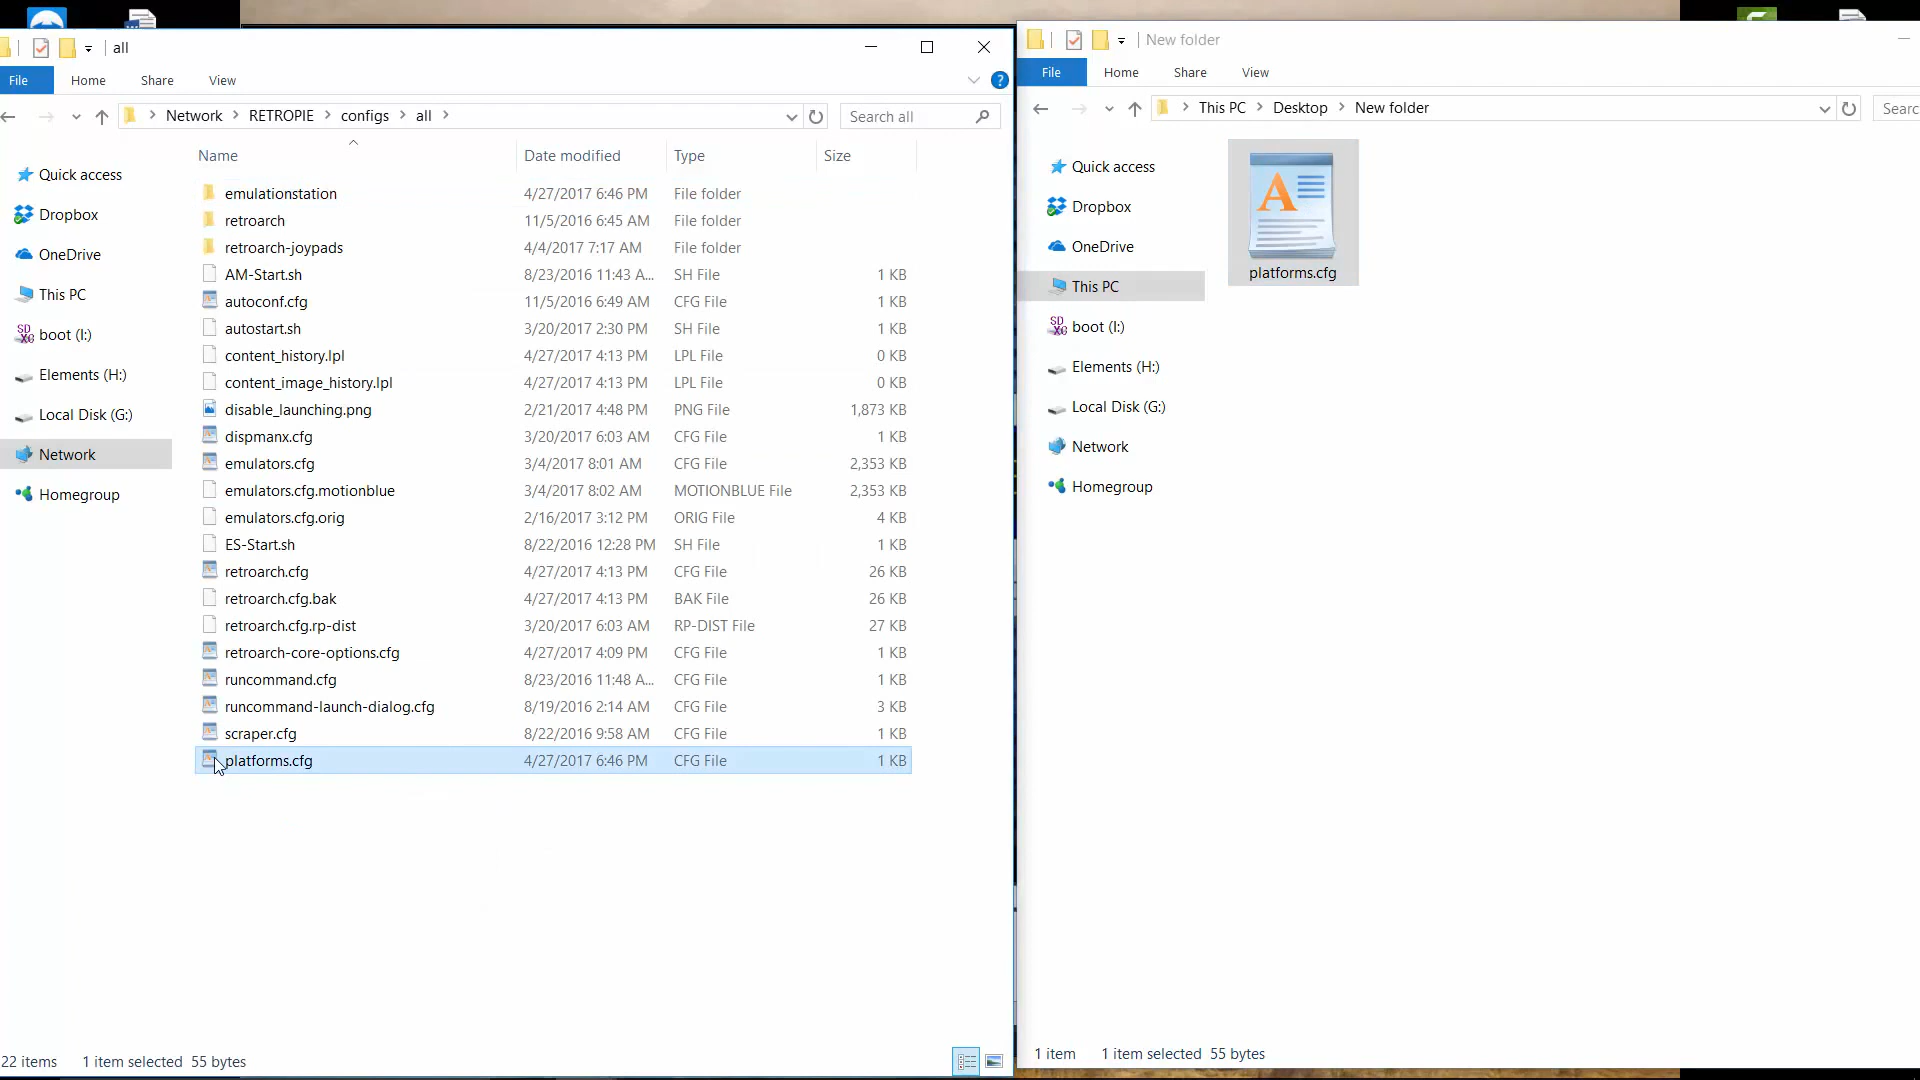 all
File Home Share View
Network RETROPIE configs all Search all
Name Date modified Type Size
Quick access
Dropbox
OneDrive
This PC
boot (I:)
Elements (H:)
Local Disk (G:)
Network
Homegroup
emulationstation 4/27/2017 6:46 PM File folder
retroarch 11/5/2016 6:45 AM File folder
retroarch-joypads 4/4/2017 7:17 AM File folder
AM-Start.sh 8/23/2016 11:43 A... SH File 1 KB
autoconf.cfg 11/5/2016 6:49 AM CFG File 1 KB
autostart.sh 3/20/2017 2:30 PM SH File 1 KB
content_history.lpl 4/27/2017 4:13 PM LPL File 0 KB
content_image_history.lpl 4/27/2017 4:13 PM LPL File 0 KB
disable_launching.png 2/21/2017 4:48 PM PNG File 1,873 KB
dispmanx.cfg 3/20/2017 6:03 AM CFG File 1 KB
emulators.cfg 3/4/2017 8:01 AM CFG File 2,353 KB
emulators.cfg.motionblue 3/4/2017 8:02 AM MOTIONBLUE File 2,353 KB
emulators.cfg.orig 2/16/2017 3:12 PM ORIG File 4 KB
ES-Start.sh 8/22/2016 12:28 PM SH File 1 KB
retroarch.cfg 4/27/2017 4:13 PM CFG File 26 KB
retroarch.cfg.bak 4/27/2017 4:13 PM BAK File 26 KB
retroarch.cfg.rp-dist 3/20/2017 6:03 AM RP-DIST File 27 KB
retroarch-core-options.cfg 4/27/2017 4:09 PM CFG File 1 KB
runcommand.cfg 8/23/2016 11:48 A... CFG File 1 KB
runcommand-launch-dialog.cfg 8/19/2016 2:14 AM CFG File 3 KB
scraper.cfg 8/22/2016 9:58 AM CFG File 1 KB
platforms.cfg 4/27/2017 6:46 PM CFG File 1 KB
22 items 1 item selected 55 bytes
New folder
File Home Share View
This PC Desktop New folder Searc
Quick access
Dropbox
OneDrive
This PC
boot (I:)
Elements (H:)
Local Disk (G:)
Network
Homegroup
platforms.cfg
1 item 1 item selected 55 bytes